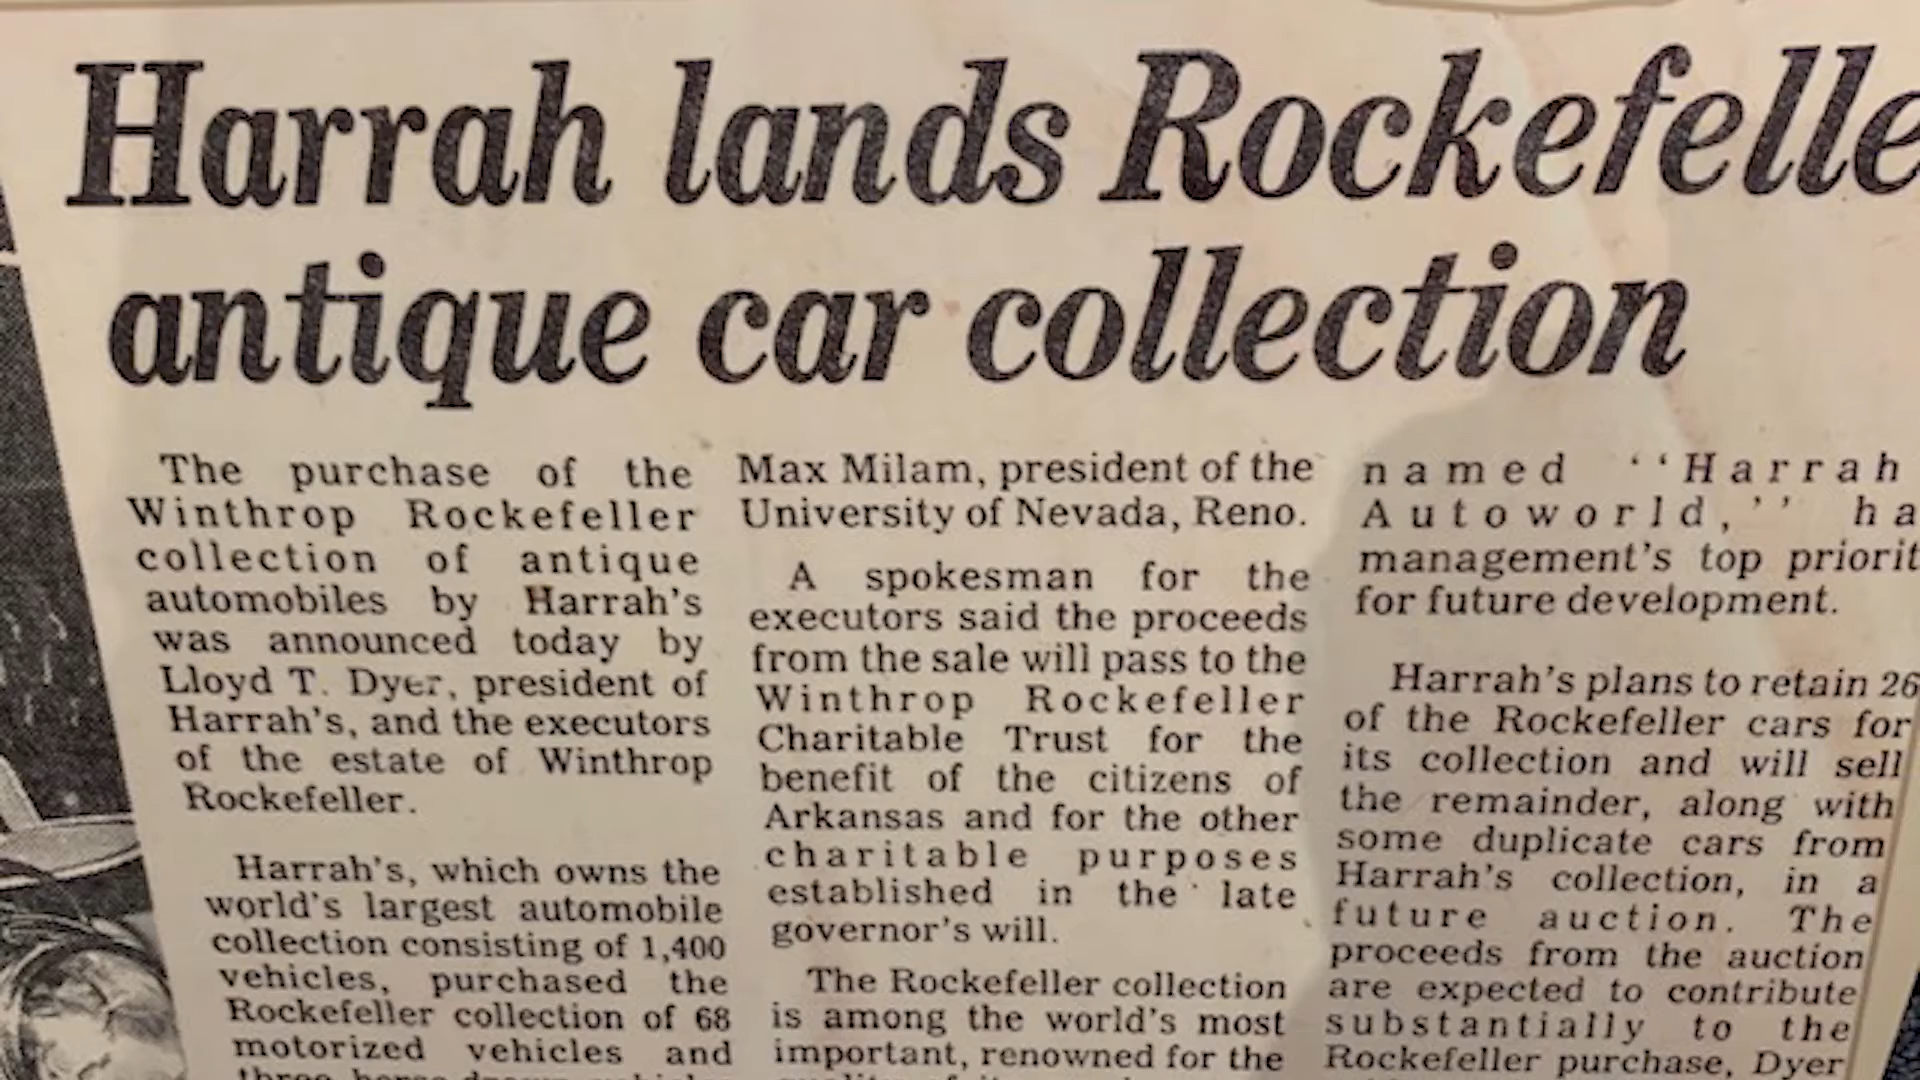 Harrah lands Rockefelle
antique car collection
The purchase of the
Winthrop Rockefeller
collection of antique
automobiles by Harrah's
was announced today by
Lloyd T. Dyer, president of
Harrah's, and the executors
of the estate of Winthrop
Rockefeller.
Harrah's, which owns the
world's largest automobile
collection consisting of 1,400
vehicles, purchased the
Rockefeller collection of 68
motorized vehicles and
Max Milam, president of the
University of Nevada, Reno.
A spokesman for the
executors said the proceeds
from the sale will pass to the
Winthrop Rockefeller
Charitable Trust for the
benefit of the citizens of
Arkansas and for the other
charitable purposes
established in the late
governor's will.
The Rockefeller collection
is among the world's most
important, renowned for the
named ‘‘Harrah
Autoworld,’’ ha
management's top priorit
for future development.
Harrah's plans to retain 26
of the Rockefeller cars for
its collection and will sell
the remainder, along with
some duplicate cars from
Harrah's collection, in a
future auction. The
proceeds from the auction
are expected to contribute
substantially to the
Rockefeller purchase, Dyer